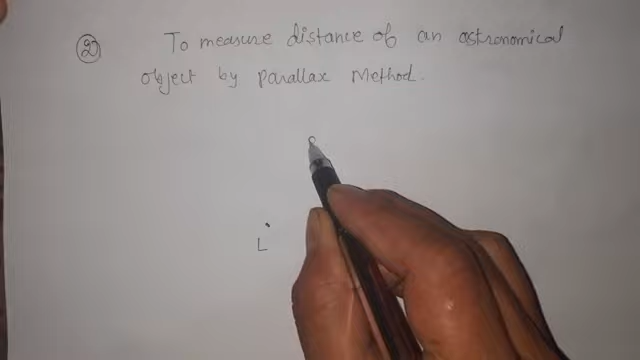 2 To measure distance of an astronomical
object by parallax Method.
L